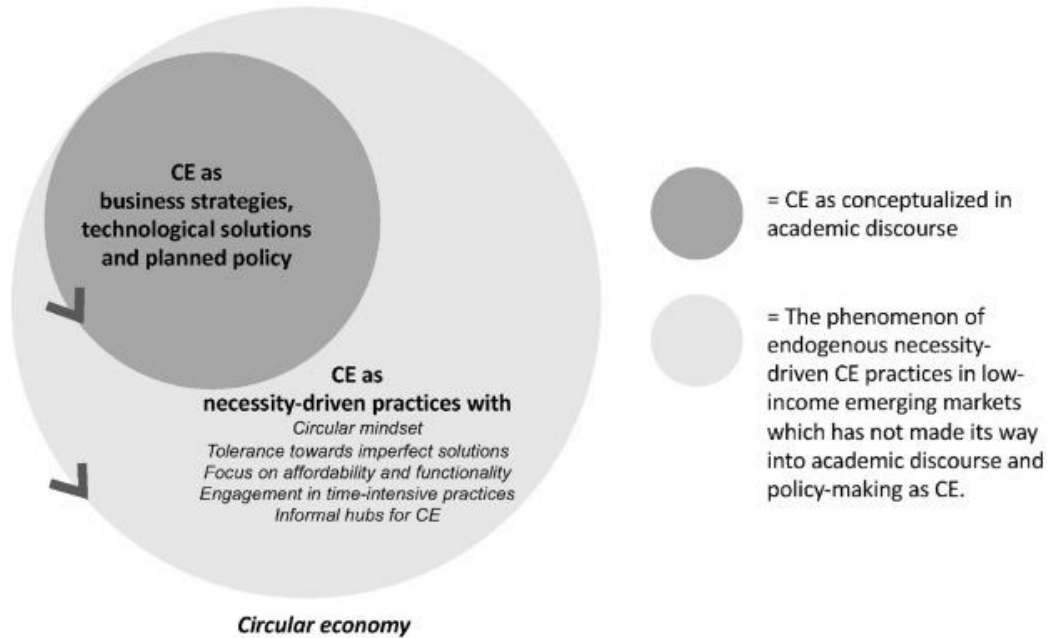 CE as
business strategies,
technological solutions
and planned policy
CE as
necessity-driven practices with
Circular mindset
Tolerance towards imperfect solutions
Focus on affordability and functionality
Engagement in time-intensive practices
Informal hubs for CE
Circular economy
= CE as conceptualized in
academic discourse
= The phenomenon of
endogenous necessity-
driven CE practices in low-
income emerging markets
which has not made its way
into academic discourse and
policy-making as CE.